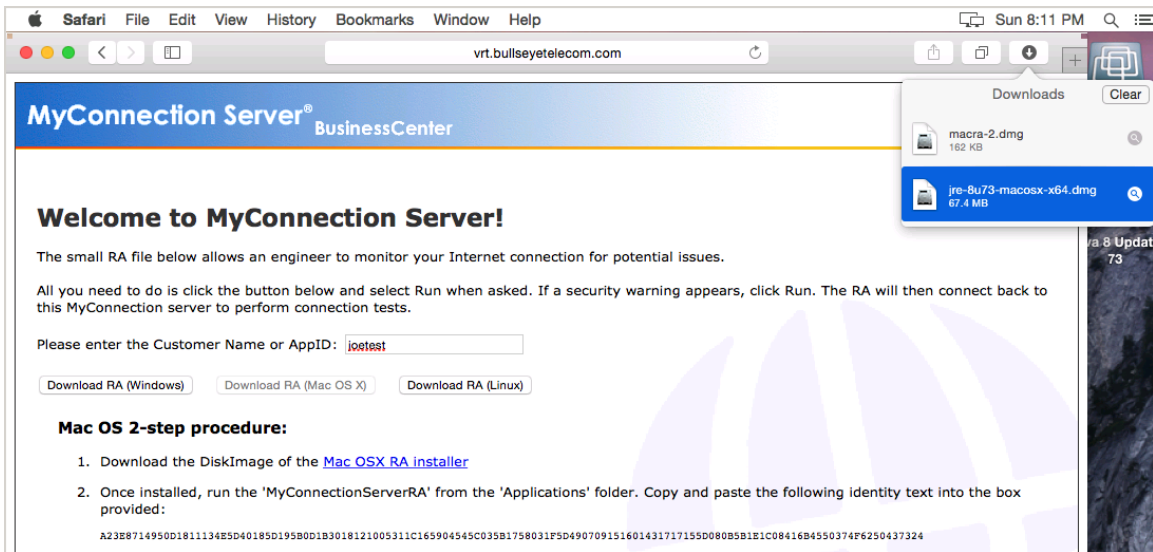 Safari File Edit View History Bookmarks Window Help Sun 8:11 PM
vrt.bullseyetelecom.com
Downloads Clear
macra-2.dmg
162 KB
jre-8u73-macosx-x64.dmg
67.4 MB
MyConnection Server® BusinessCenter
73
Welcome to MyConnection Server!
The small RA file below allows an engineer to monitor your Internet connection for potential issues.
All you need to do is click the button below and select Run when asked. If a security warning appears, click Run. The RA will then connect back to
this MyConnection server to perform connection tests.
Please enter the Customer Name or AppID: joetest
Download RA (Windows) Download RA (Mac OS X) Download RA (Linux)
Mac OS 2-step procedure:
1. Download the DiskImage of the Mac OSX RA installer
2. Once installed, run the 'MyConnectionServerRA' from the 'Applications' folder. Copy and paste the following identity text into the box
provided:
A23E8714950D1811134E5D40185D195B0D1B3018121005311C165904545C035B1758031F5D490709151601431717155D080B5B1E1C08416B4550374F6250437324